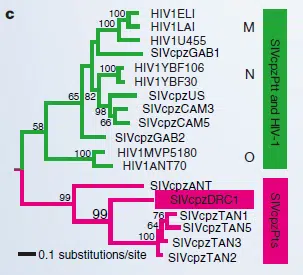 c
100
HIV1ELI
100
HIV1LAI
M
HIV1U455
SIVcpzGAB1
100
HIV1YBF106
N
HIV1YBF30
65
82
SIVcpzUS
98
SIVcpzCAM3
66
SIVcpzCAM5
58
SIVcpzGAB2
HIV1MVP5180
100
O
HIV1ANT70
SIVcpzPtt and HIV-1
99
SIVcpzANT
SIVcpzDRC1
99
76
SIVcpzTAN1
64
SIVcpzTAN5
100
SIVcpzTAN3
SIVcpzTAN2
SIVcpzPts
0.1 substitutions/site